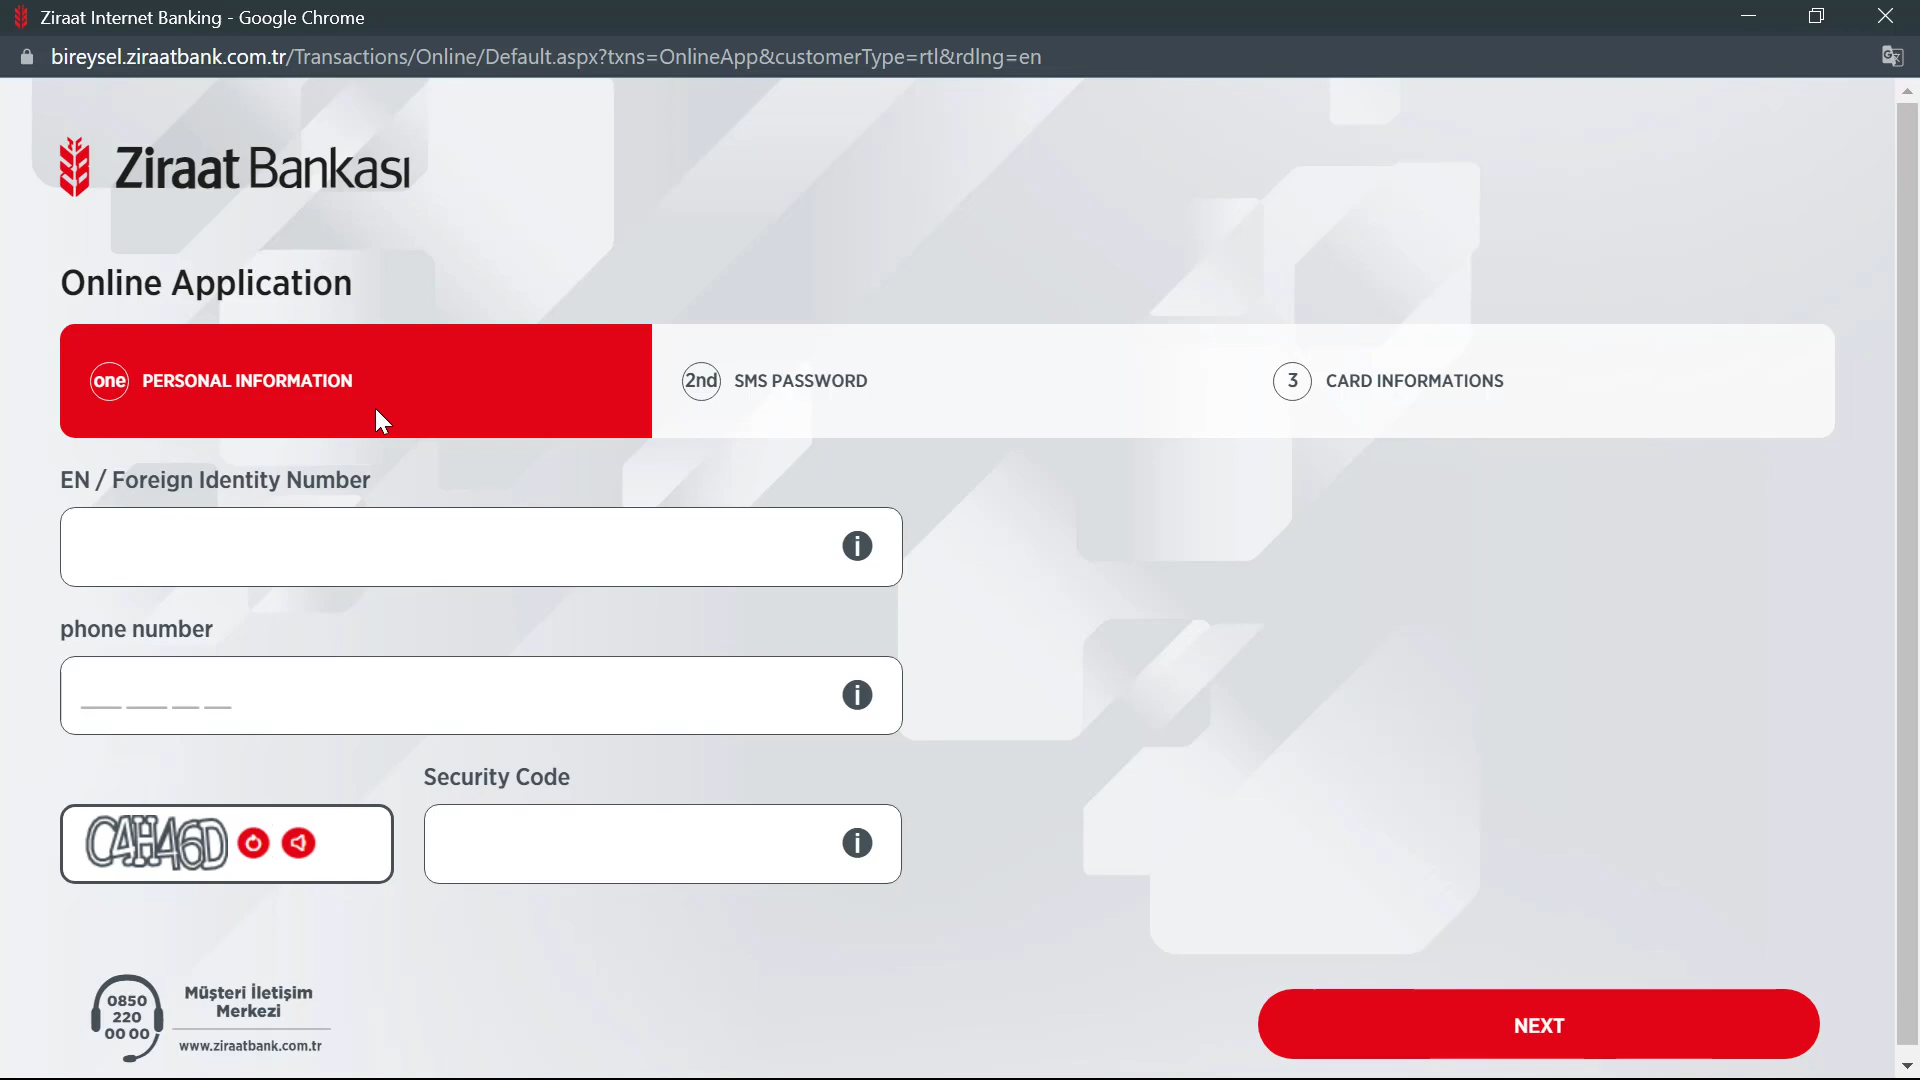 Ziraat Internet Banking - Google Chrome
bireysel.ziraatbank.com.tr/Transactions/Online/Default.aspx?txns=OnlineApp&customerType=rtl&rdlng=en
Ziraat Bankası
Online Application
one PERSONAL INFORMATION
2nd SMS PASSWORD
3 CARD INFORMATIONS
EN / Foreign Identity Number
phone number
Security Code
C4H46D
0850
220
00 00
Müşteri İletişim
Merkezi
www.ziraatbank.com.tr
NEXT